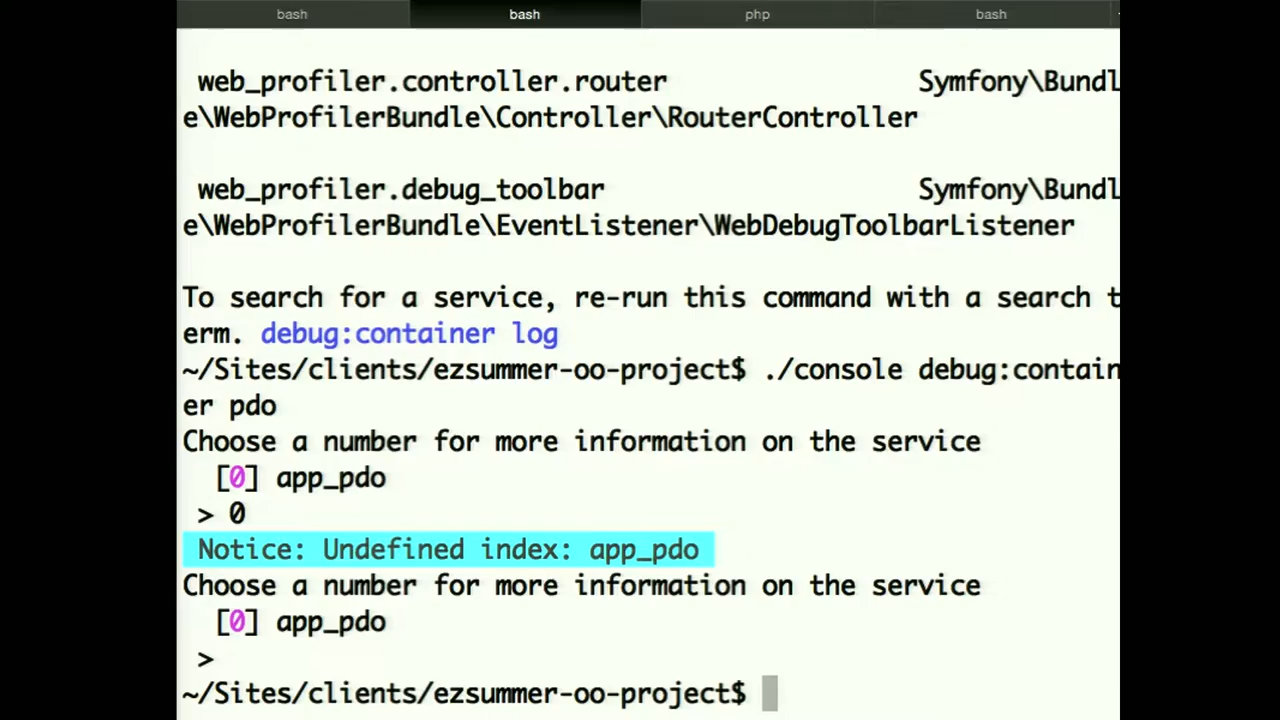 bash bash php bash
web_profiler.controller.router Symfony\Bundl
e\WebProfilerBundle\Controller\RouterController
web_profiler.debug_toolbar Symfony\Bundl
e\WebProfilerBundle\EventListener\WebDebugToolbarListener
To search for a service, re-run this command with a search t
erm. debug:container log
~/Sites/clients/ezsummer-oo-project$ ./console debug:contain
er pdo
Choose a number for more information on the service
[0] app_pdo
> 0
Notice: Undefined index: app_pdo
Choose a number for more information on the service
[0] app_pdo
>
~/Sites/clients/ezsummer-oo-project$